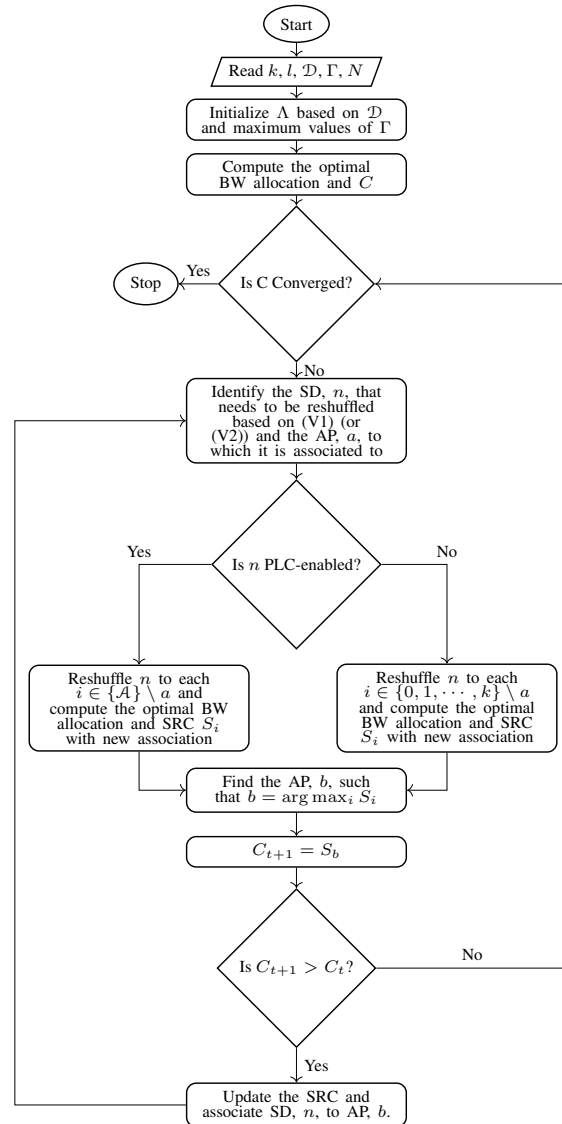 Start
Read k, l, 𝒟, Γ, N
Initialize Λ based on 𝒟
and maximum values of Γ
Compute the optimal
BW allocation and C
Is C Converged?
Yes
Stop
No
Identify the SD, n, that
needs to be reshuffled
based on (V1) (or
(V2)) and the AP, a, to
which it is associated to
Is n PLC-enabled?
Yes
No
Reshuffle n to each
i ∈ {𝒜} \ a and
compute the optimal BW
allocation and SRC S_i
with new association
Reshuffle n to each
i ∈ {0, 1, ⋯ , k} \ a
and compute the optimal
BW allocation and SRC
S_i with new association
Find the AP, b, such
that b = arg max_i S_i
C_{t+1} = S_b
Is C_{t+1} > C_t?
No
Yes
Update the SRC and
associate SD, n, to AP, b.